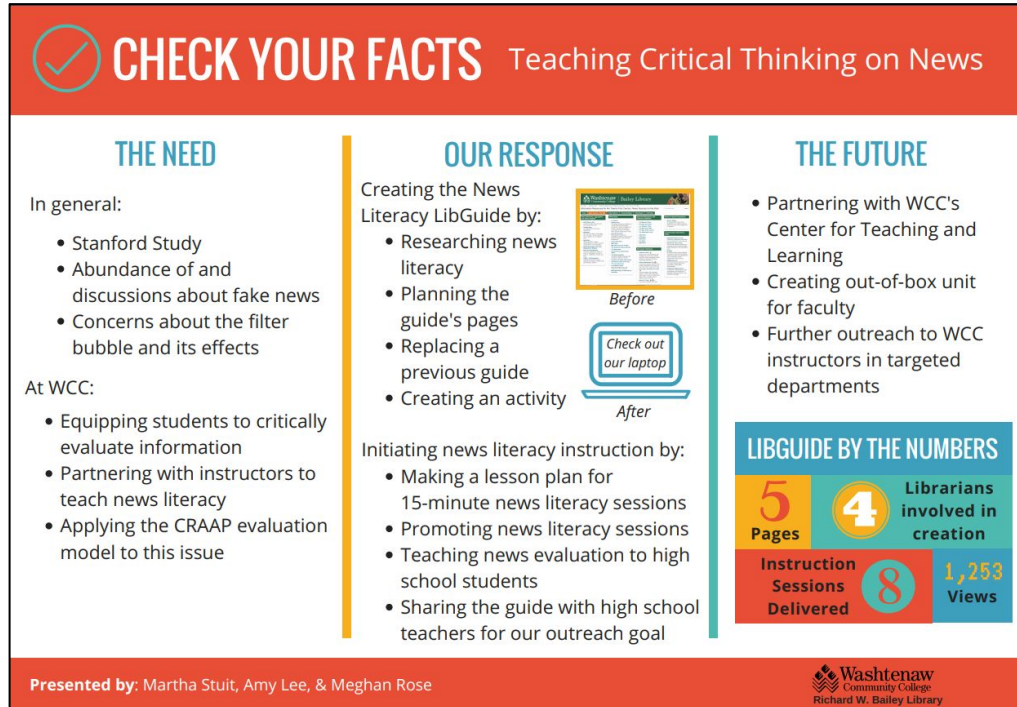 CHECK YOUR FACTS Teaching Critical Thinking on News
THE NEED
In general:
• Stanford Study
• Abundance of and
discussions about fake news
• Concerns about the filter
bubble and its effects
At WCC:
• Equipping students to critically
evaluate information
• Partnering with instructors to
teach news literacy
• Applying the CRAAP evaluation
model to this issue
OUR RESPONSE
Creating the News
Literacy LibGuide by:
• Researching news
literacy
• Planning the
guide's pages
• Replacing a
previous guide
• Creating an activity
Washtenaw
Community College
Bailey Library
Before
Check out
our laptop
After
Initiating news literacy instruction by:
• Making a lesson plan for
15-minute news literacy sessions
• Promoting news literacy sessions
• Teaching news evaluation to high
school students
• Sharing the guide with high school
teachers for our outreach goal
THE FUTURE
• Partnering with WCC's
Center for Teaching and
Learning
• Creating out-of-box unit
for faculty
• Further outreach to WCC
instructors in targeted
departments
LIBGUIDE BY THE NUMBERS
5
Pages
4
Librarians
involved in
creation
Instruction
Sessions
Delivered
8
1,253
Views
Presented by: Martha Stuit, Amy Lee, & Meghan Rose
Washtenaw
Community College
Richard W. Bailey Library